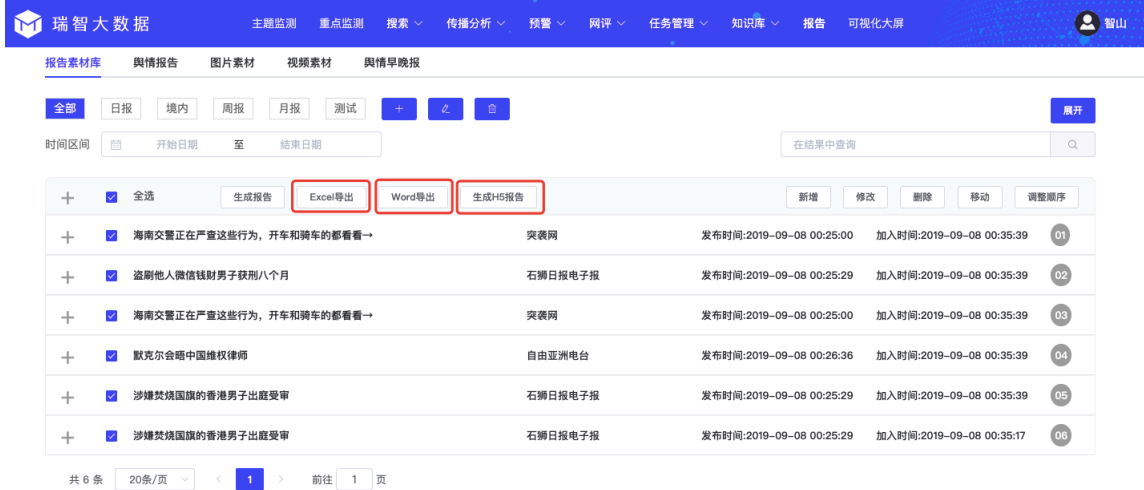 瑞智大数据 主题监测 重点监测 搜索 传播分析 预警 网评 任务管理 知识库 报告 可视化大屏 智山
报告素材库 舆情报告 图片素材 视频素材 舆情早晚报
全部 日报 境内 周报 月报 测试 展开
时间区间 开始日期 至 结束日期 在结果中查询
全选 生成报告 Excel导出 Word导出 生成H5报告 新增 修改 删除 移动 调整顺序
海南交警正在严查这些行为，开车和骑车的都看看→ 突袭网 发布时间:2019-09-08 00:25:00 加入时间:2019-09-08 00:35:39 01
盗刷他人微信钱财男子获刑八个月 石狮日报电子报 发布时间:2019-09-08 00:25:29 加入时间:2019-09-08 00:35:39 02
海南交警正在严查这些行为，开车和骑车的都看看→ 突袭网 发布时间:2019-09-08 00:25:00 加入时间:2019-09-08 00:35:39 03
默克尔会晤中国维权律师 自由亚洲电台 发布时间:2019-09-08 00:26:36 加入时间:2019-09-08 00:35:39 04
涉嫌焚烧国旗的香港男子出庭受审 石狮日报电子报 发布时间:2019-09-08 00:25:29 加入时间:2019-09-08 00:35:39 05
涉嫌焚烧国旗的香港男子出庭受审 石狮日报电子报 发布时间:2019-09-08 00:25:29 加入时间:2019-09-08 00:35:17 06
共 6 条 20条/页 1 前往 1 页